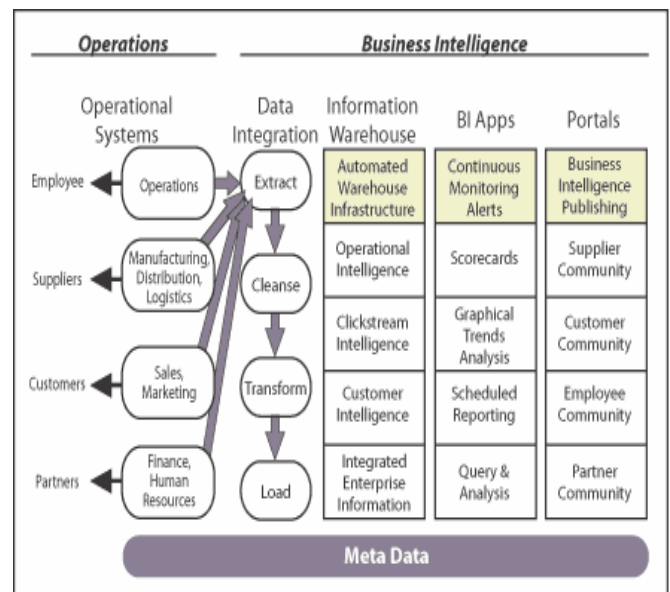 Operations
Business Intelligence
Operational
Systems
Data
Integration
Information
Warehouse
BI Apps
Portals
Employee
Operations
Suppliers
Manufacturing,
Distribution,
Logistics
Customers
Sales,
Marketing
Partners
Finance,
Human
Resources
Extract
Cleanse
Transform
Load
Automated
Warehouse
Infrastructure
Operational
Intelligence
Clickstream
Intelligence
Customer
Intelligence
Integrated
Enterprise
Information
Continuous
Monitoring
Alerts
Scorecards
Graphical
Trends
Analysis
Scheduled
Reporting
Query &
Analysis
Business
Intelligence
Publishing
Supplier
Community
Customer
Community
Employee
Community
Partner
Community
Meta Data